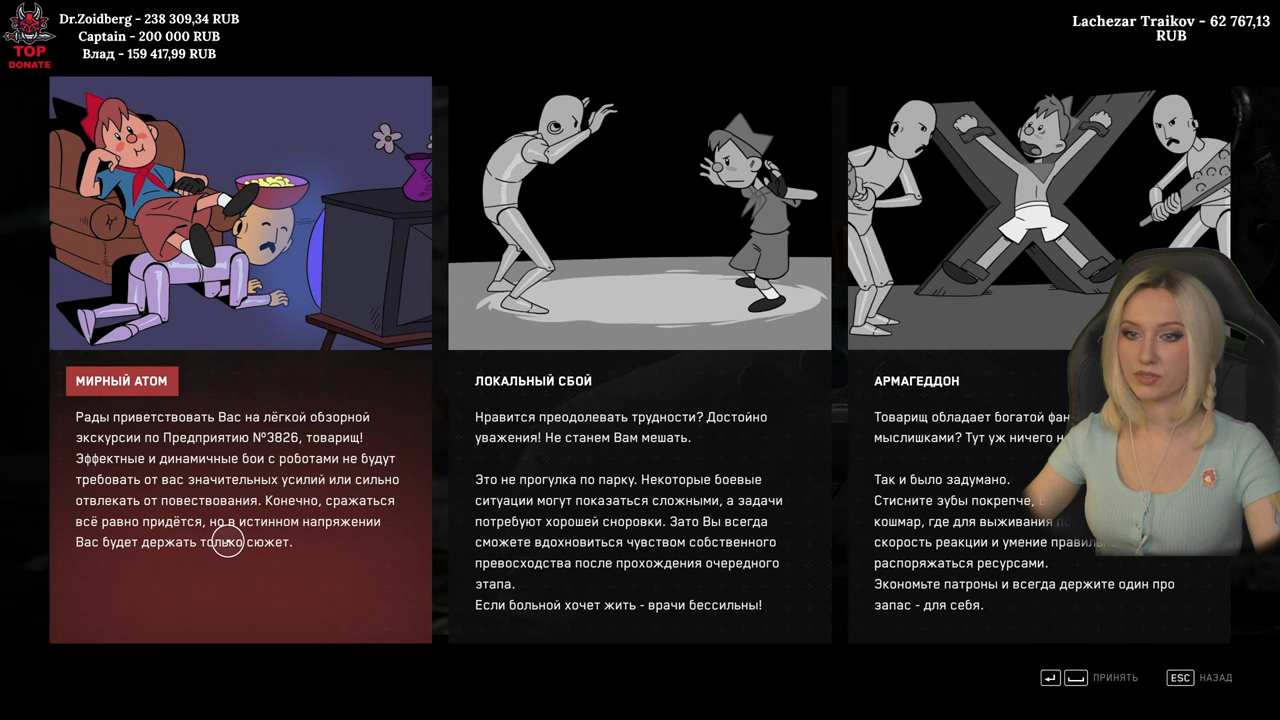 Dr.Zoidberg - 238 309,34 RUB
Captain - 200 000 RUB
Влад - 159 417,99 RUB
TOP
DONATE
Lachezar Traikov - 62 767,13
RUB
МИРНЫЙ АТОМ
Рады приветствовать Вас на лёгкой обзорной
экскурсии по Предприятию №3826, товарищ!
Эффектные и динамичные бои с роботами не будут
требовать от вас значительных усилий или сильно
отвлекать от повествования. Конечно, сражаться
всё равно придётся, но в истинном напряжении
Вас будет держать только сюжет.
ЛОКАЛЬНЫЙ СБОЙ
Нравится преодолевать трудности? Достойно
уважения! Не станем Вам мешать.
Это не прогулка по парку. Некоторые боевые
ситуации могут показаться сложными, а задачи
потребуют хорошей сноровки. Зато Вы всегда
сможете вдохновиться чувством собственного
превосходства после прохождения очередного
этапа.
Если больной хочет жить - врачи бессильны!
АРМАГЕДДОН
Товарищ обладает богатой
мыслишками? Тут уж ничего
Так и было задумано.
Стисните зубы покрепче,
кошмар, где для выживания
скорость реакции и умение
распоряжаться ресурсами.
Экономьте патроны и всегда держите один про
запас - для себя.
ПРИНЯТЬ
ESC НАЗАД